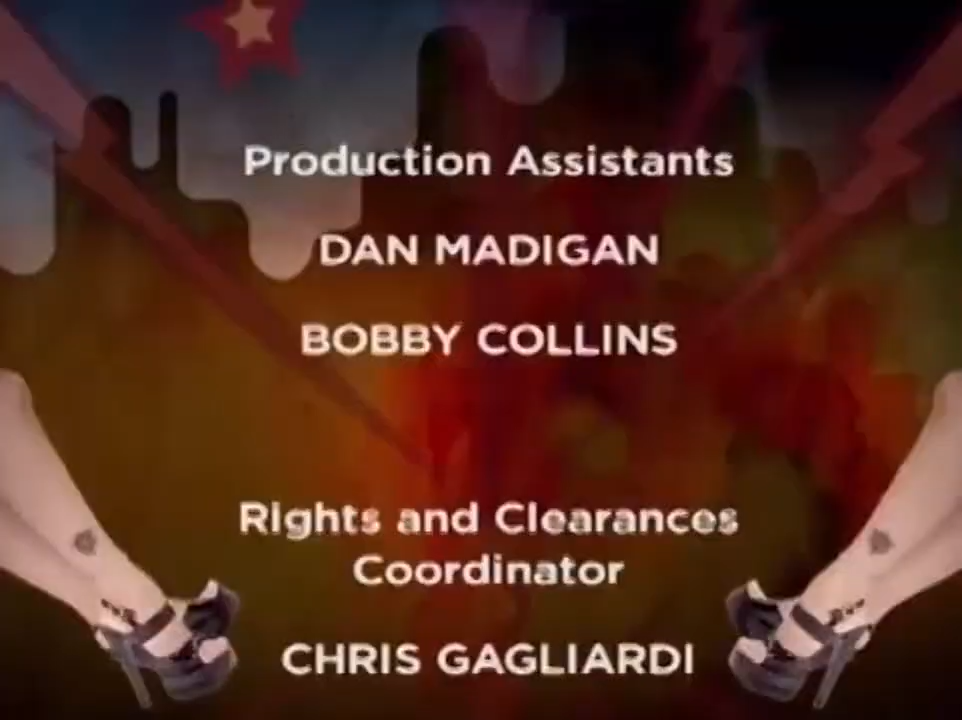 Production Assistants
DAN MADIGAN
BOBBY COLLINS
Rights and Clearances
Coordinator
CHRIS GAGLIARDI